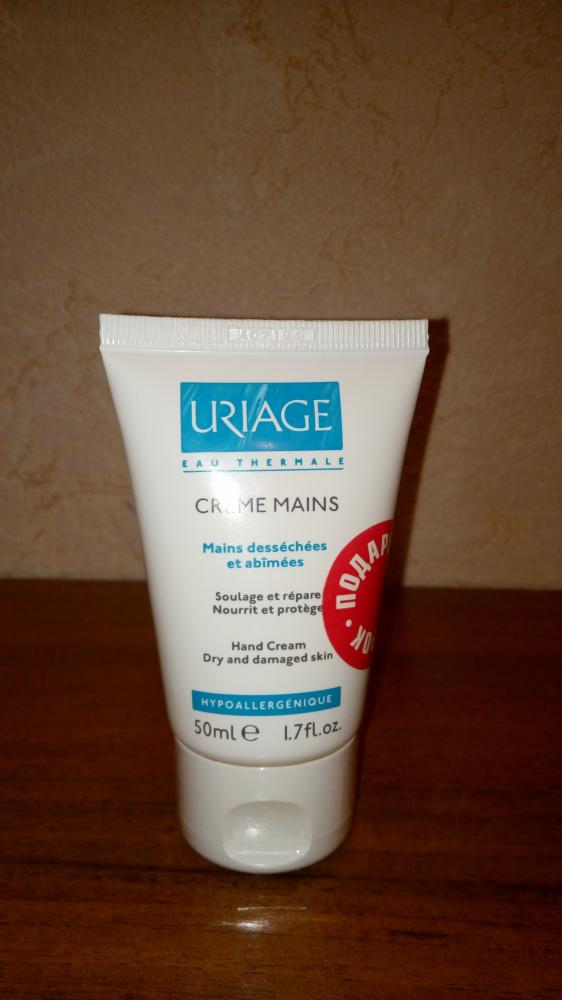 URIAGE
EAU THERMALE
CRÈME MAINS
Mains desséchées
et abîmées
Soulage et répare
Nourrit et protège
Hand Cream
Dry and damaged skin
HYPOALLERGÉNIQUE
50ml e 1.7fl.oz.